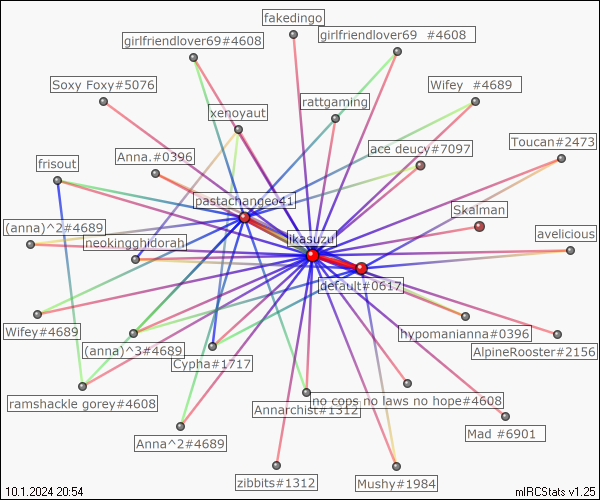 fakedingo
girlfriendlover69#4608
girlfriendlover69 #4608
Soxy Foxy#5076
Wifey #4689
rattgaming
xenoyaut
Toucan#2473
ace deucy#7097
Anna.#0396
frisout
pastachangeo41
Skalman
(anna)^2#4689
avelicious
neokingghidorah
ikasuzu
default#0617
Wifey#4689
hypomanianna#0396
(anna)^3#4689
AlpineRooster#2156
Cypha#1717
ramshackle gorey#4608
no cops no laws no hope#4608
Annarchist#1312
Mad #6901
Anna^2#4689
zibbits#1312
Mushy#1984
10.1.2024 20:54
mIRCStats v1.25